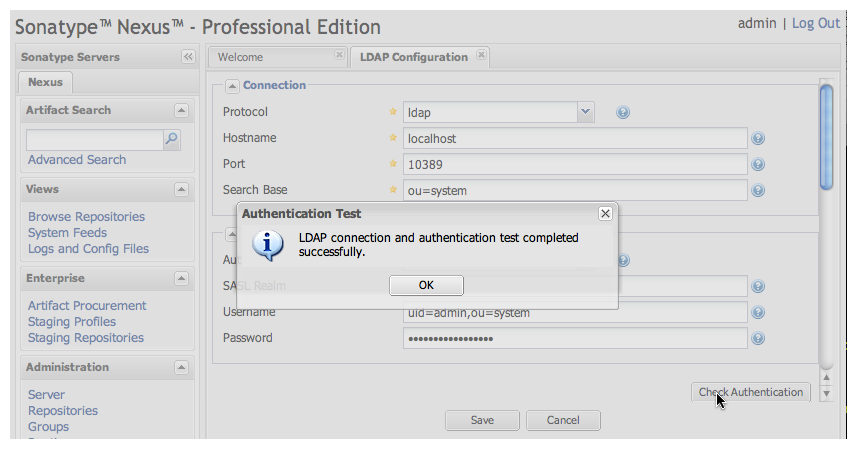 Sonatype™ Nexus™ - Professional Edition
admin | Log Out
Sonatype Servers
Nexus
Artifact Search
Advanced Search
Views
Browse Repositories
System Feeds
Logs and Config Files
Enterprise
Artifact Procurement
Staging Profiles
Staging Repositories
Administration
Server
Repositories
Groups
Welcome
LDAP Configuration
Connection
Protocol
ldap
Hostname
localhost
Port
10389
Search Base
ou=system
Authentication Test
LDAP connection and authentication test completed
successfully.
OK
SASL Realm
Username
uid=admin,ou=system
Password
•••••••••••••••••
Check Authentication
Save
Cancel